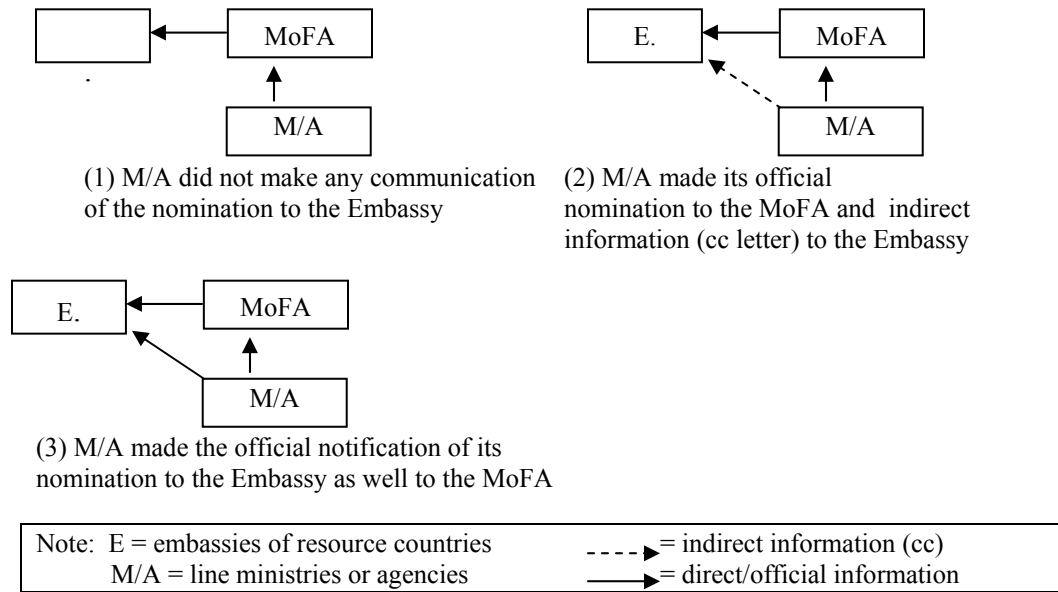 MoFA
M/A
(1) M/A did not make any communication
of the nomination to the Embassy
E.
MoFA
M/A
(2) M/A made its official
nomination to the MoFA and indirect
information (cc letter) to the Embassy
E.
MoFA
M/A
(3) M/A made the official notification of its
nomination to the Embassy as well to the MoFA
Note: E = embassies of resource countries = indirect information (cc)
M/A = line ministries or agencies = direct/official information